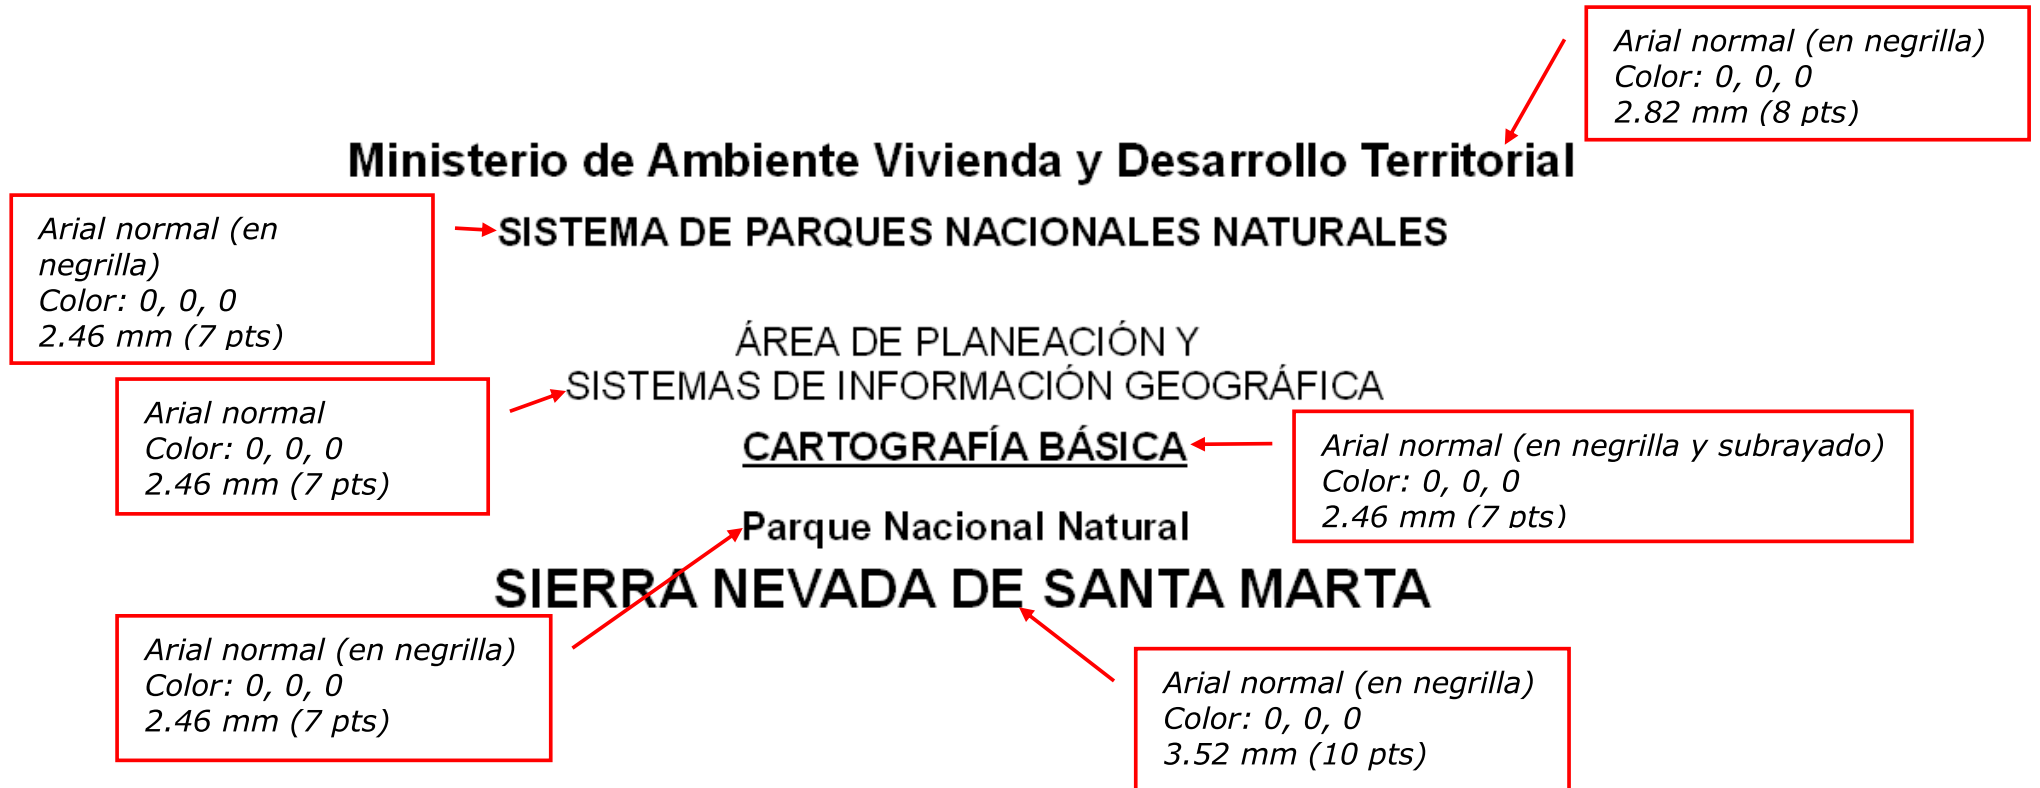 Arial normal (en negrilla)
Color: 0, 0, 0
2.82 mm (8 pts)
Ministerio de Ambiente Vivienda y Desarrollo Territorial
Arial normal (en
negrilla)
Color: 0, 0, 0
2.46 mm (7 pts)
SISTEMA DE PARQUES NACIONALES NATURALES
ÁREA DE PLANEACIÓN Y
SISTEMAS DE INFORMACIÓN GEOGRÁFICA
Arial normal
Color: 0, 0, 0
2.46 mm (7 pts)
CARTOGRAFÍA BÁSICA
Arial normal (en negrilla y subrayado)
Color: 0, 0, 0
2.46 mm (7 pts)
Parque Nacional Natural
SIERRA NEVADA DE SANTA MARTA
Arial normal (en negrilla)
Color: 0, 0, 0
2.46 mm (7 pts)
Arial normal (en negrilla)
Color: 0, 0, 0
3.52 mm (10 pts)